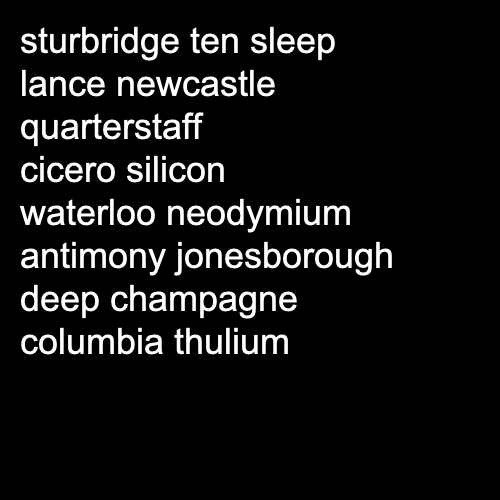 sturbridge ten sleep
lance newcastle
quarterstaff
cicero silicon
waterloo neodymium
antimony jonesborough
deep champagne
columbia thulium